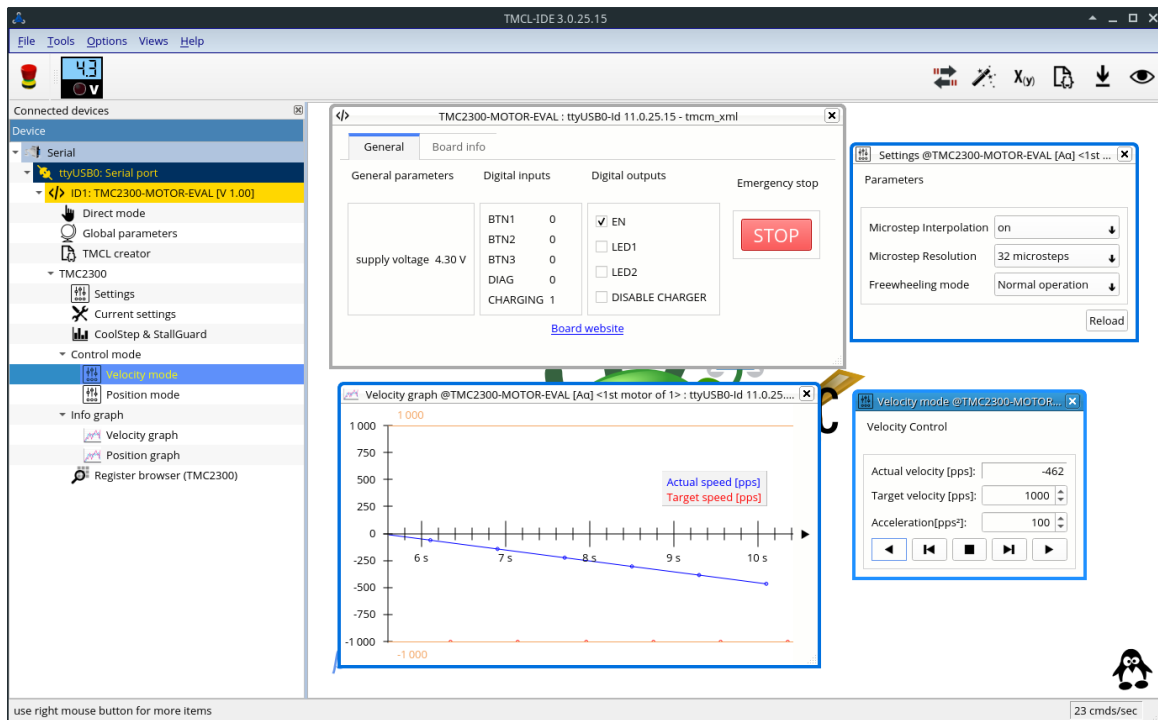 TMCL-IDE 3.0.25.15
File Tools Options Views Help
4.3
V
X(y)
Connected devices
Device
Serial
ttyUSB0: Serial port
ID1: TMC2300-MOTOR-EVAL [V 1.00]
Direct mode
Global parameters
TMCL creator
TMC2300
Settings
Current settings
CoolStep & StallGuard
Control mode
Velocity mode
Position mode
Info graph
Velocity graph
Position graph
Register browser (TMC2300)
TMC2300-MOTOR-EVAL : ttyUSB0-Id 11.0.25.15 - tmcm_xml
General Board info
General parameters Digital inputs Digital outputs Emergency stop
supply voltage 4.30 V
BTN1 0
BTN2 0
BTN3 0
DIAG 0
CHARGING 1
EN
LED1
LED2
DISABLE CHARGER
STOP
Board website
Settings @TMC2300-MOTOR-EVAL [Aα] <1st ...
Parameters
Microstep Interpolation on
Microstep Resolution 32 microsteps
Freewheeling mode Normal operation
Reload
Velocity graph @TMC2300-MOTOR-EVAL [Aα] <1st motor of 1> : ttyUSB0-Id 11.0.25....
1 000
1 000
750
500
250
0
-250
-500
-750
-1 000
-1 000
Actual speed [pps]
Target speed [pps]
6 s 7 s 8 s 9 s 10 s
Velocity mode @TMC2300-MOTOR...
Velocity Control
Actual velocity [pps]: -462
Target velocity [pps]: 1000
Acceleration[pps²]: 100
use right mouse button for more items
23 cmds/sec